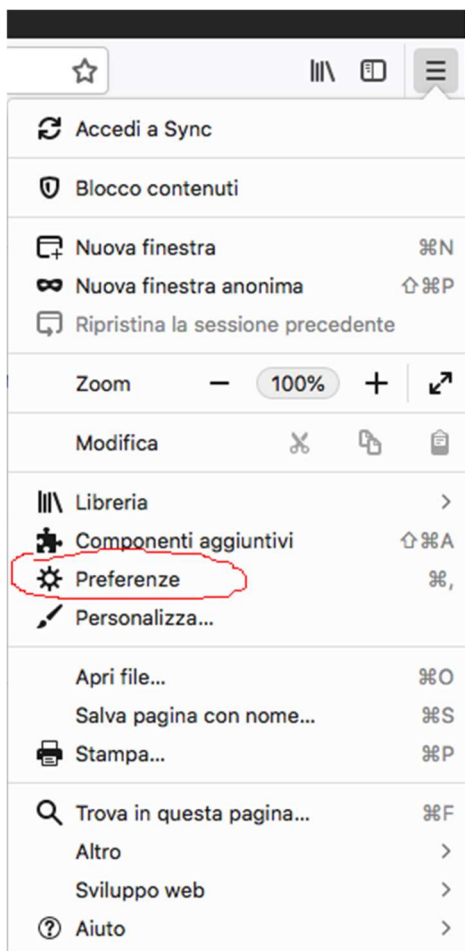 Accedi a Sync
Blocco contenuti
Nuova finestra ⌘N
Nuova finestra anonima ⇧⌘P
Ripristina la sessione precedente
Zoom − 100% +
Modifica
Libreria >
Componenti aggiuntivi ⇧⌘A
Preferenze ⌘,
Personalizza...
Apri file... ⌘O
Salva pagina con nome... ⌘S
Stampa... ⌘P
Trova in questa pagina... ⌘F
Altro >
Sviluppo web >
Aiuto >